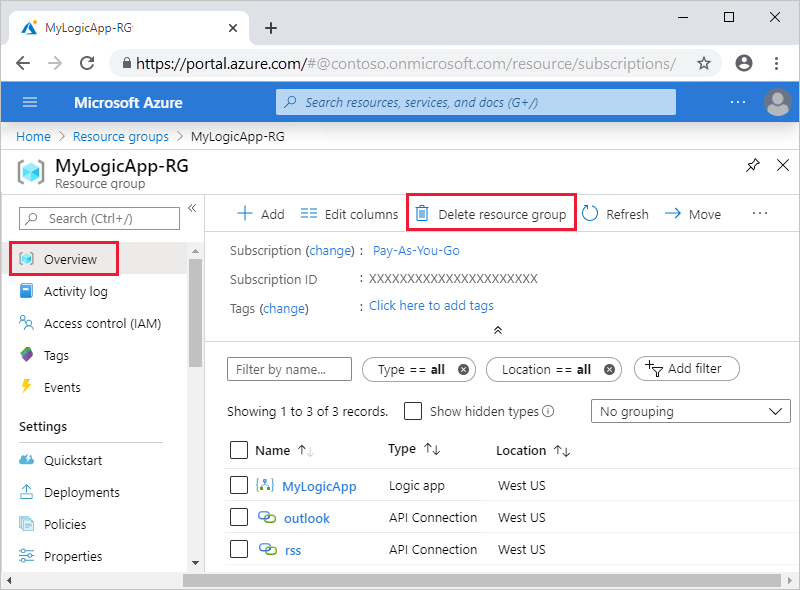 MyLogicApp-RG
https://portal.azure.com/#@contoso.onmicrosoft.com/resource/subscriptions/
Microsoft Azure
Search resources, services, and docs (G+/)
Home > Resource groups > MyLogicApp-RG
MyLogicApp-RG
Resource group
Search (Ctrl+/)
Overview
Activity log
Access control (IAM)
Tags
Events
Settings
Quickstart
Deployments
Policies
Properties
Add Edit columns Delete resource group Refresh Move ...
Subscription (change) : Pay-As-You-Go
Subscription ID : XXXXXXXXXXXXXXXXXXXXXX
Tags (change) : Click here to add tags
Filter by name... Type == all Location == all Add filter
Showing 1 to 3 of 3 records. Show hidden types No grouping
Name Type Location
MyLogicApp Logic app West US
outlook API Connection West US
rss API Connection West US